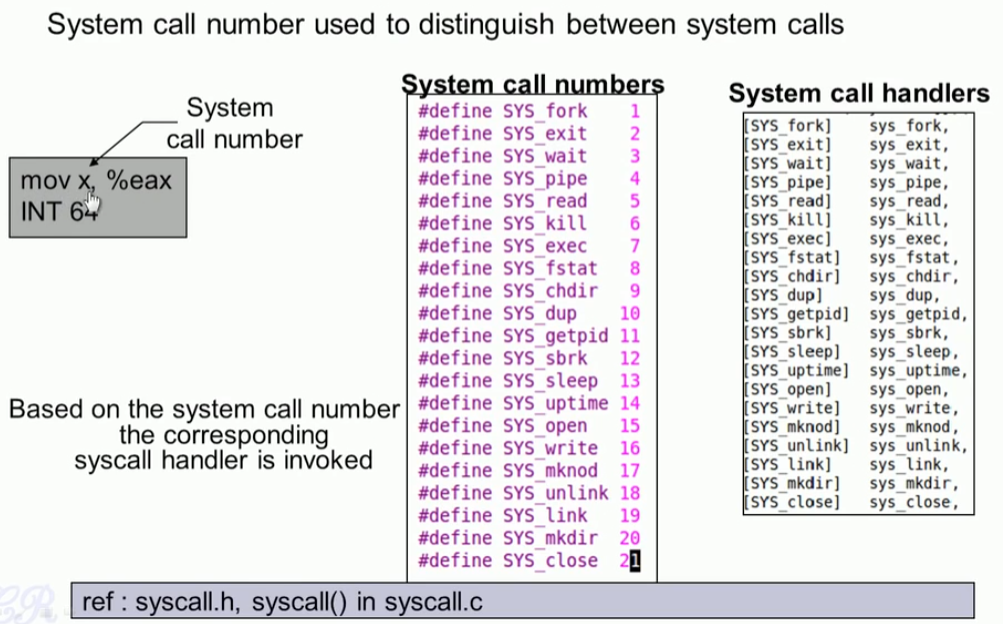 System call number used to distinguish between system calls
System
call number
mov x, %eax
INT 64
Based on the system call number
the corresponding
syscall handler is invoked
System call numbers
#define SYS_fork 1
#define SYS_exit 2
#define SYS_wait 3
#define SYS_pipe 4
#define SYS_read 5
#define SYS_kill 6
#define SYS_exec 7
#define SYS_fstat 8
#define SYS_chdir 9
#define SYS_dup 10
#define SYS_getpid 11
#define SYS_sbrk 12
#define SYS_sleep 13
#define SYS_uptime 14
#define SYS_open 15
#define SYS_write 16
#define SYS_mknod 17
#define SYS_unlink 18
#define SYS_link 19
#define SYS_mkdir 20
#define SYS_close 21
System call handlers
[SYS_fork] sys_fork,
[SYS_exit] sys_exit,
[SYS_wait] sys_wait,
[SYS_pipe] sys_pipe,
[SYS_read] sys_read,
[SYS_kill] sys_kill,
[SYS_exec] sys_exec,
[SYS_fstat] sys_fstat,
[SYS_chdir] sys_chdir,
[SYS_dup] sys_dup,
[SYS_getpid] sys_getpid,
[SYS_sbrk] sys_sbrk,
[SYS_sleep] sys_sleep,
[SYS_uptime] sys_uptime,
[SYS_open] sys_open,
[SYS_write] sys_write,
[SYS_mknod] sys_mknod,
[SYS_unlink] sys_unlink,
[SYS_link] sys_link,
[SYS_mkdir] sys_mkdir,
[SYS_close] sys_close,
ref : syscall.h, syscall() in syscall.c